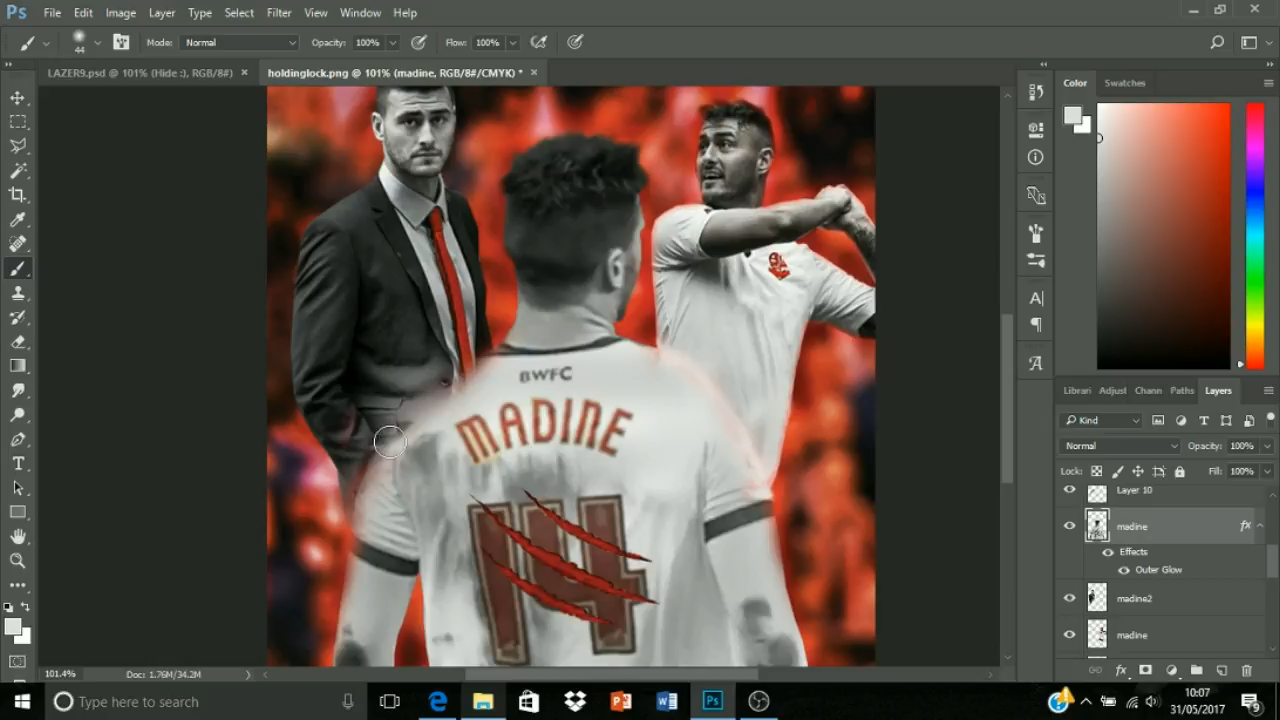 Ps File Edit Image Layer Type Select Filter View Window Help
44 Mode: Normal Opacity: 100% Flow: 100%
LAZER9.psd @ 101% (Hide :), RGB/8#) × holdinglock.png @ 101% (madine, RGB/8#/CMYK) * ×
Color Swatches
BWFC
MADINE
14
Librari Adjust Chann Paths Layers
Kind
Normal Opacity: 100%
Lock: Fill: 100%
Layer 10
madine fx
Effects
Outer Glow
madine2
madine
101.4% Doc: 1.76M/34.2M
Type here to search
10:07
31/05/2017